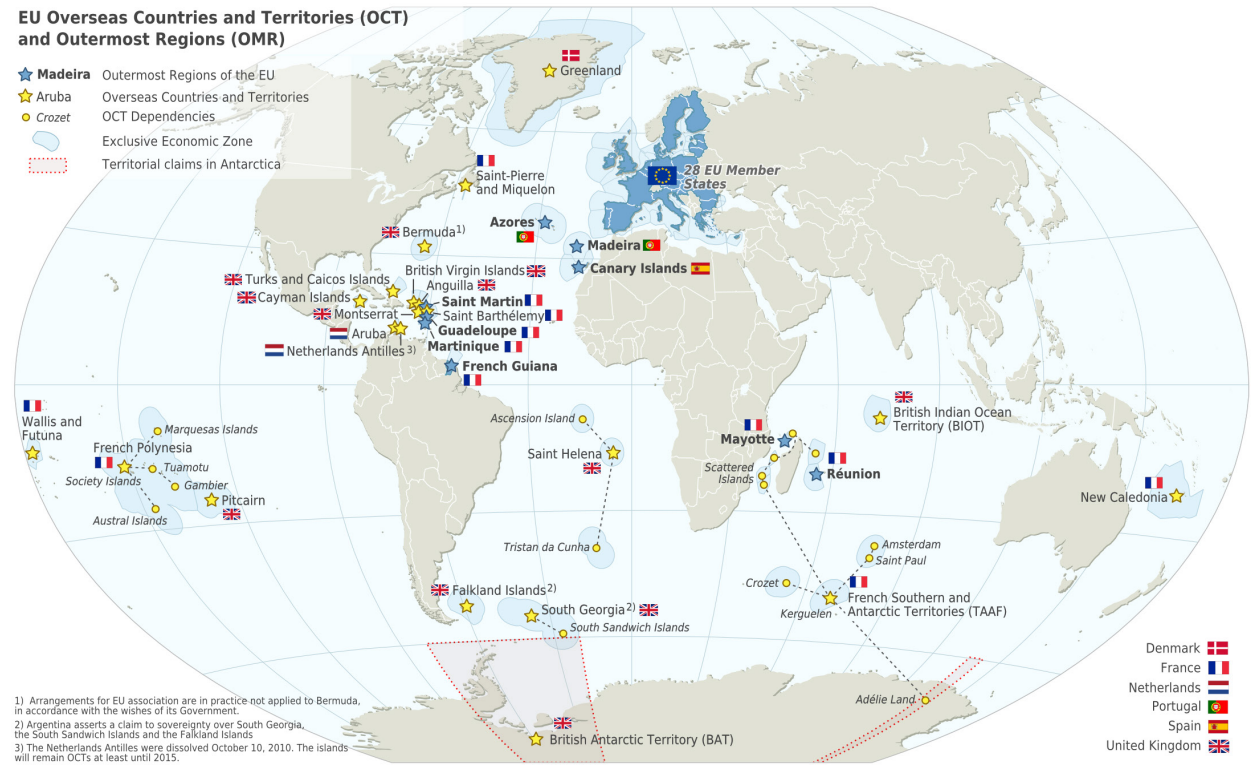 EU Overseas Countries and Territories (OCT)
and Outermost Regions (OMR)
Madeira Outermost Regions of the EU
Aruba Overseas Countries and Territories
Crozet OCT Dependencies
Exclusive Economic Zone
Territorial claims in Antarctica
Greenland
28 EU Member
States
Saint-Pierre
and Miquelon
Azores
Bermuda1)
Madeira
Canary Islands
British Virgin Islands
Turks and Caicos Islands
Anguilla
Cayman Islands
Saint Martin
Montserrat
Saint Barthélemy
Aruba
Guadeloupe
Netherlands Antilles3)
Martinique
French Guiana
Wallis and
Futuna
Marquesas Islands
French Polynesia
Tuamotu
Society Islands
Gambier
Pitcairn
Austral Islands
Ascension Island
Saint Helena
Tristan da Cunha
Mayotte
Scattered
Islands
Réunion
British Indian Ocean
Territory (BIOT)
New Caledonia
Amsterdam
Saint Paul
Crozet
Kerguelen
French Southern and
Antarctic Territories (TAAF)
Falkland Islands2)
South Georgia2)
South Sandwich Islands
Adélie Land
British Antarctic Territory (BAT)
Denmark
France
Netherlands
Portugal
Spain
United Kingdom
1) Arrangements for EU association are in practice not applied to Bermuda,
in accordance with the wishes of its Government.
2) Argentina asserts a claim to sovereignty over South Georgia,
the South Sandwich Islands and the Falkland Islands
3) The Netherlands Antilles were dissolved October 10, 2010. The islands
will remain OCTs at least until 2015.